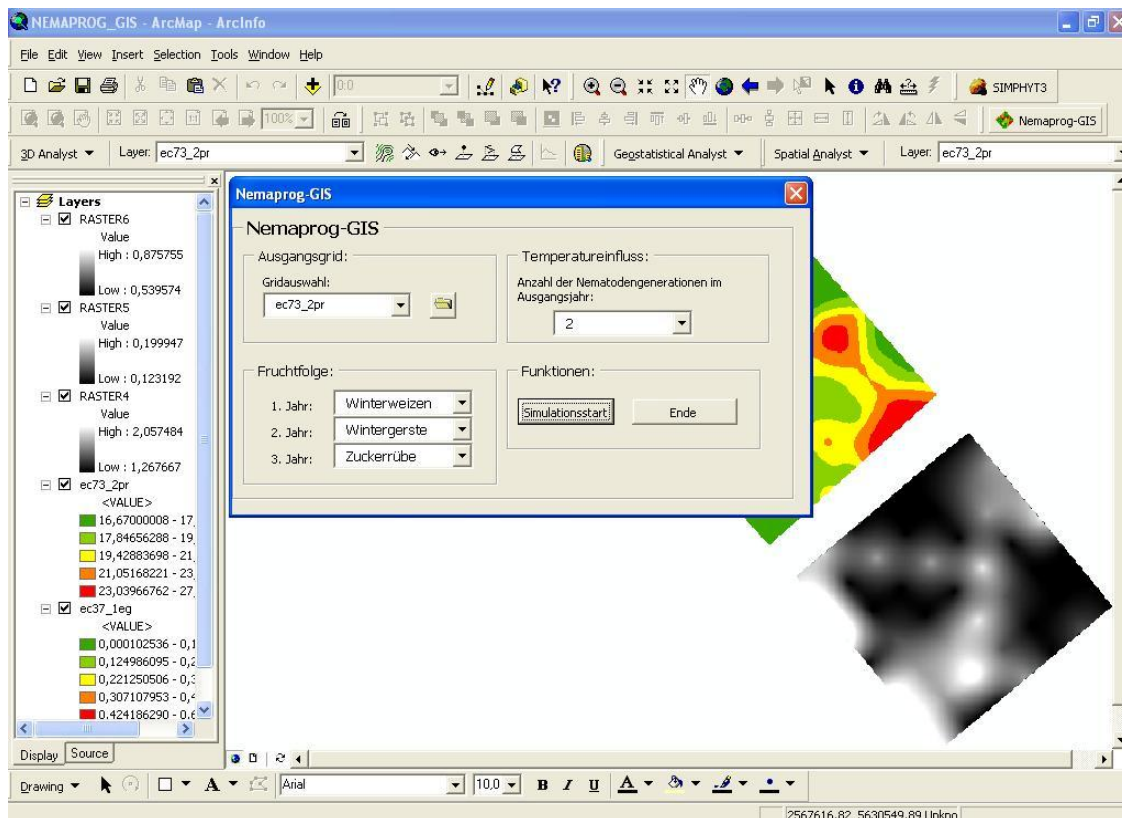 NEMAPROG_GIS - ArcMap - ArcInfo
File Edit View Insert Selection Tools Window Help
0:0
SIMPHYT3
100%
Nemaprog-GIS
3D Analyst Layer: ec73_2pr Geostatistical Analyst Spatial Analyst Layer: ec73_2pr
Layers
RASTER6
Value
High : 0,875755
Low : 0,539574
RASTER5
Value
High : 0,199947
Low : 0,123192
RASTER4
Value
High : 2,057484
Low : 1,267667
ec73_2pr
<VALUE>
16,67000008 - 17,
17,84656288 - 19,
19,42883698 - 21,
21,05168221 - 23,
23,03966762 - 27,
ec37_1eg
<VALUE>
0,000102536 - 0,1
0,124986095 - 0,2
0,221250506 - 0,3
0,307107953 - 0,4
0,424186290 - 0,6
Display Source
Nemaprog-GIS
Nemaprog-GIS
Ausgangsgrid:
Gridauswahl:
ec73_2pr
Temperatureinfluss:
Anzahl der Nematodengenerationen im
Ausgangsjahr:
2
Fruchtfolge:
1. Jahr: Winterweizen
2. Jahr: Wintergerste
3. Jahr: Zuckerrübe
Funktionen:
Simulationsstart Ende
Drawing A Arial 10,0 B I U A
2567616,82 5630549,89 Unkno